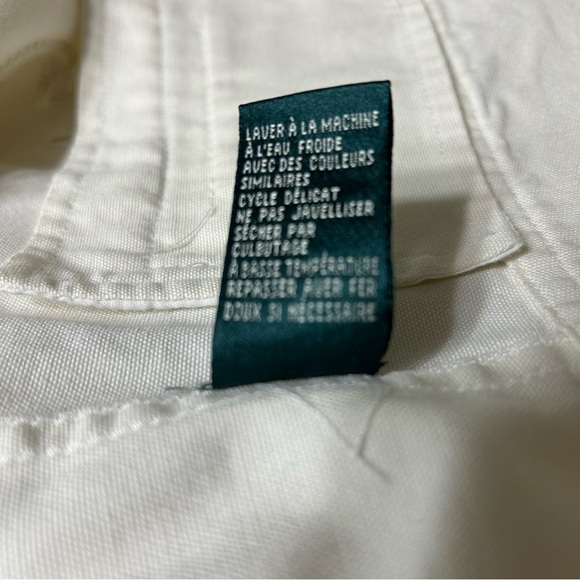 LAVER À LA MACHINE
À L'EAU FROIDE
AVEC DES COULEURS
SIMILAIRES
CYCLE DÉLICAT
NE PAS JAVELLISER
SÉCHER PAR
CULBUTAGE
À BASSE TEMPÉRATURE
REPASSER AVEC FER
DOUX SI NÉCESSAIRE